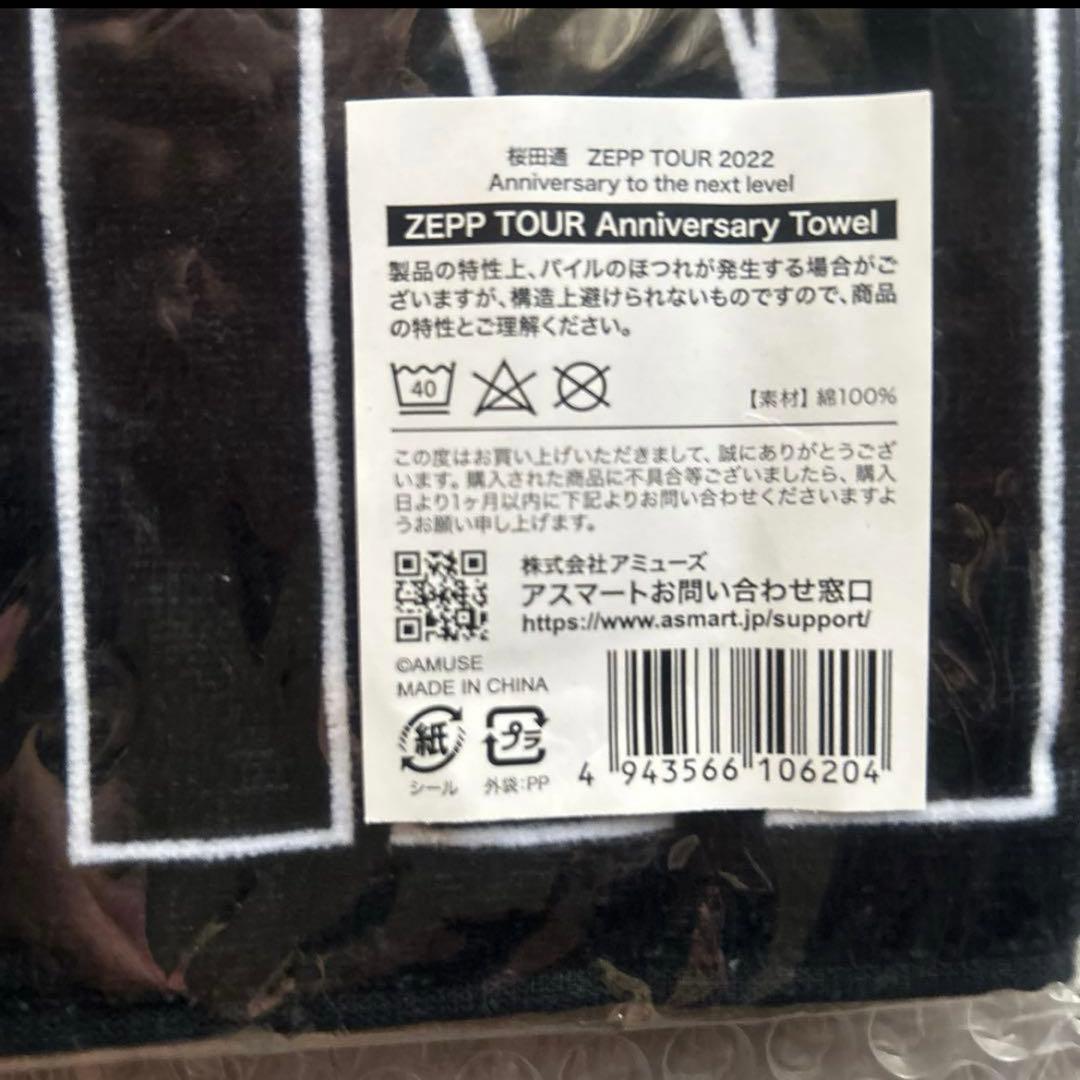 桜田通 ZEPP TOUR 2022
Anniversary to the next level
ZEPP TOUR Anniversary Towel
製品の特性上、パイルのほつれが発生する場合がご
ざいますが、構造上避けられないものですので、商品
の特性とご理解ください。
40
【素材】綿100%
この度はお買い上げいただきまして、誠にありがとうござ
います。購入された商品に不具合等ございましたら、購入
日より1ヶ月以内に下記よりお問い合わせくださいますよ
うお願い申し上げます。
株式会社アミューズ
アスマートお問い合わせ窓口
https://www.asmart.jp/support/
©AMUSE
MADE IN CHINA
紙 プラ
シール 外袋:PP
4 943566 106204